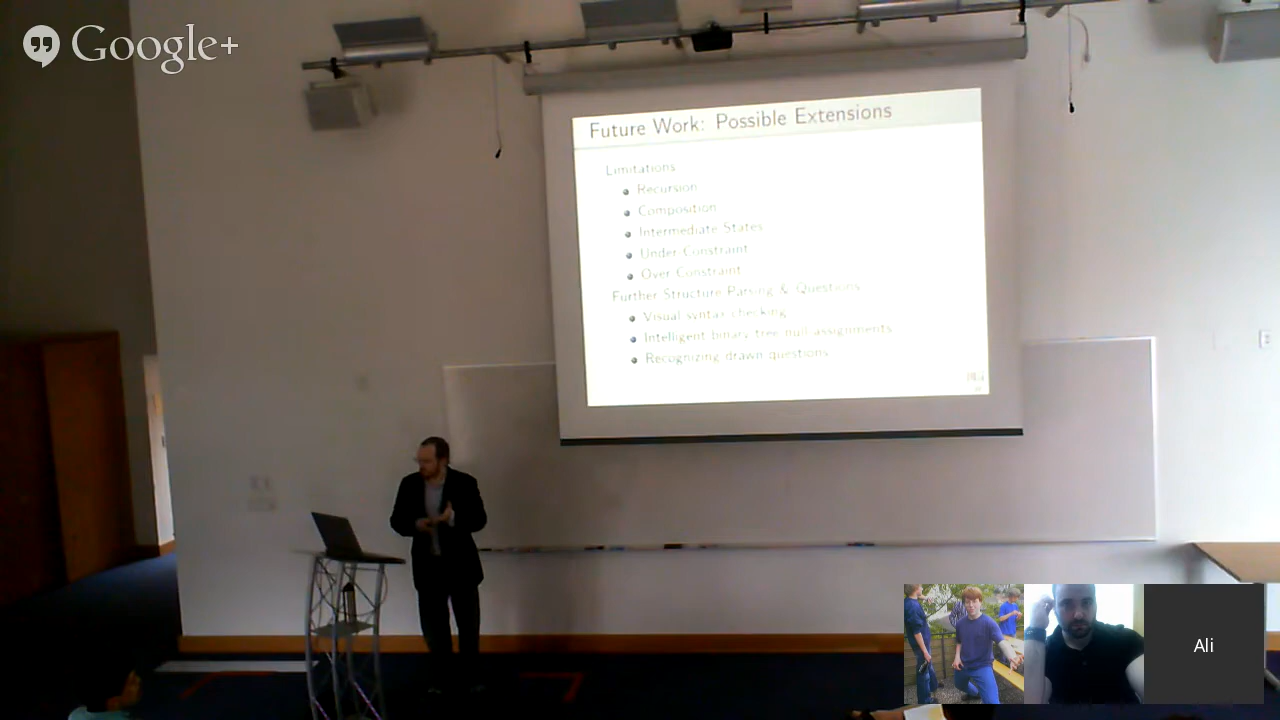 Google+
Future Work: Possible Extensions
Limitations
Recursion
Composition
Intermediate States
Under Constraint
Over Constraint
Further Structure Parsing & Questions
Visual syntax checking
Intelligent binary tree null assignments
Recognizing drawn questions
Ali